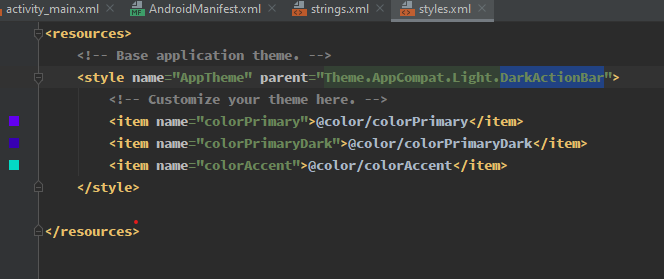 activity_main.xml AndroidManifest.xml strings.xml styles.xml
<resources>
<!-- Base application theme. -->
<style name="AppTheme" parent="Theme.AppCompat.Light.DarkActionBar">
<!-- Customize your theme here. -->
<item name="colorPrimary">@color/colorPrimary</item>
<item name="colorPrimaryDark">@color/colorPrimaryDark</item>
<item name="colorAccent">@color/colorAccent</item>
</style>
</resources>